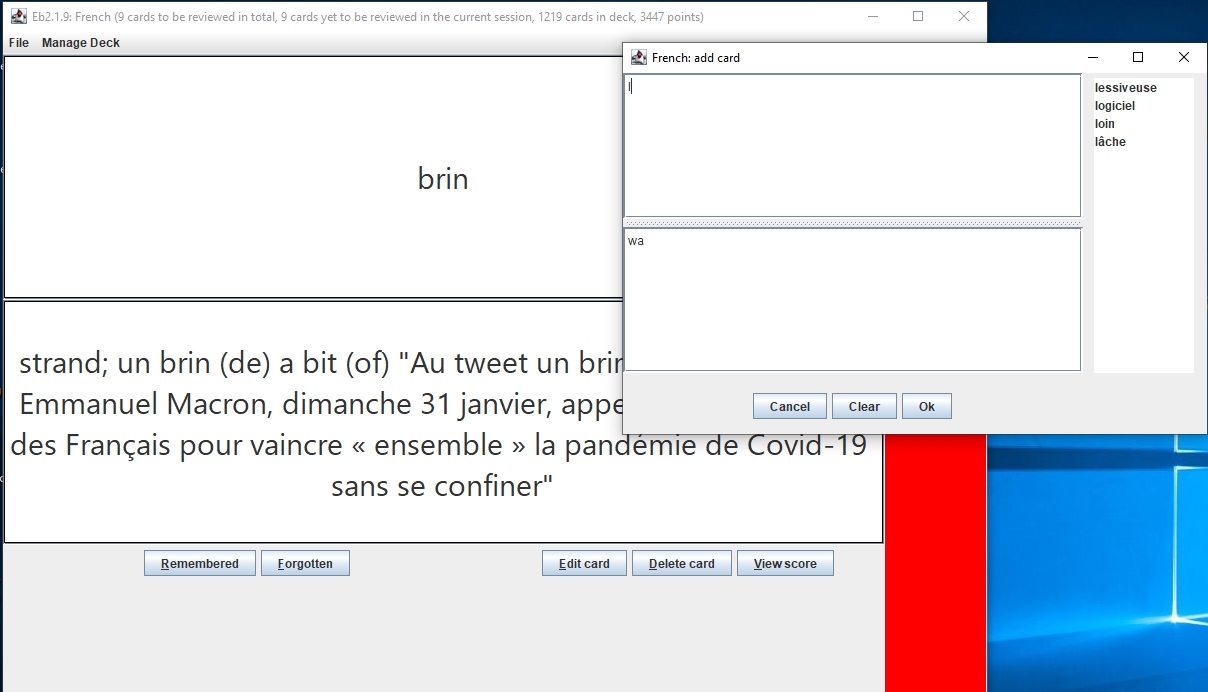 Eb2.1.9: French (9 cards to be reviewed in total, 9 cards yet to be reviewed in the current session, 1219 cards in deck, 3447 points)
File Manage Deck
brin
strand; un brin (de) a bit (of) "Au tweet un
Emmanuel Macron, dimanche 31 janvier,
des Français pour vaincre « ensemble » la pandémie de Covid-19
sans se confiner"
Remembered Forgotten Edit card Delete card View score
French: add card
l
wa
lessiveuse
logiciel
loin
lâche
Cancel Clear Ok